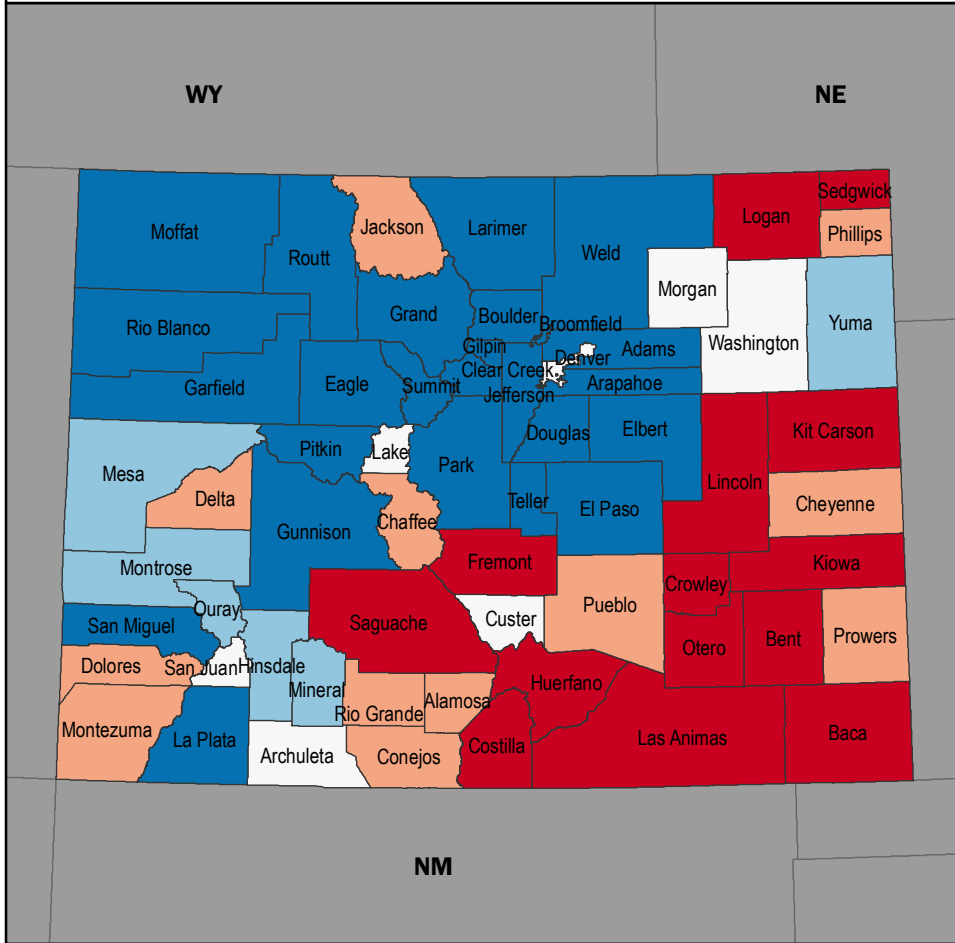 WY
NE
Sedgwick
Logan
Jackson
Larimer
Moffat
Phillips
Weld
Routt
Morgan
Grand
Boulder
Broomfield
Yuma
Rio Blanco
Washington
Gilpin
Denver
Adams
Clear Creek
Eagle
Summit
Arapahoe
Garfield
Jefferson
Kit Carson
Elbert
Douglas
Pitkin
Lake
Park
Mesa
Lincoln
Delta
Teller
Cheyenne
El Paso
Chaffee
Gunnison
Fremont
Kiowa
Montrose
Crowley
Pueblo
Ouray
Custer
San Miguel
Saguache
Prowers
Bent
Otero
Dolores
San Juan
Hinsdale
Huerfano
Mineral
Alamosa
Rio Grande
Montezuma
Baca
La Plata
Las Animas
Costilla
Archuleta
Conejos
NM